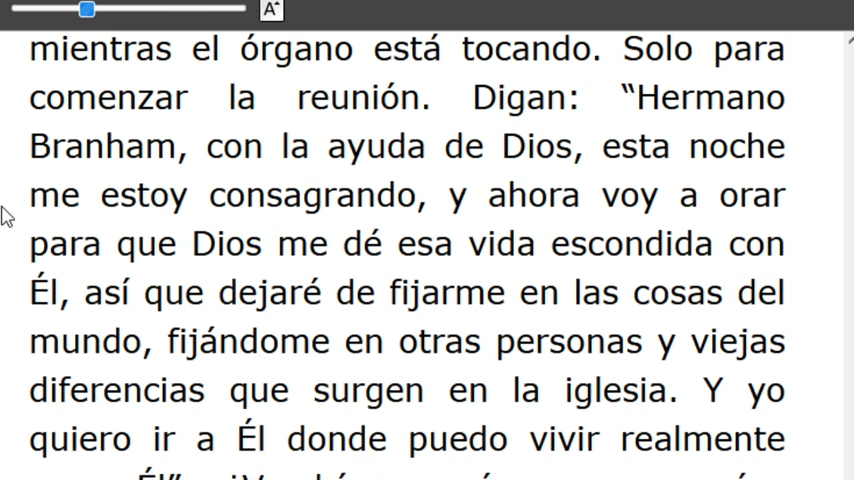 A
mientras el órgano está tocando. Solo para
comenzar la reunión. Digan: “Hermano
Branham, con la ayuda de Dios, esta noche
me estoy consagrando, y ahora voy a orar
para que Dios me dé esa vida escondida con
Él, así que dejaré de fijarme en las cosas del
mundo, fijándome en otras personas y viejas
diferencias que surgen en la iglesia. Y yo
quiero ir a Él donde puedo vivir realmente